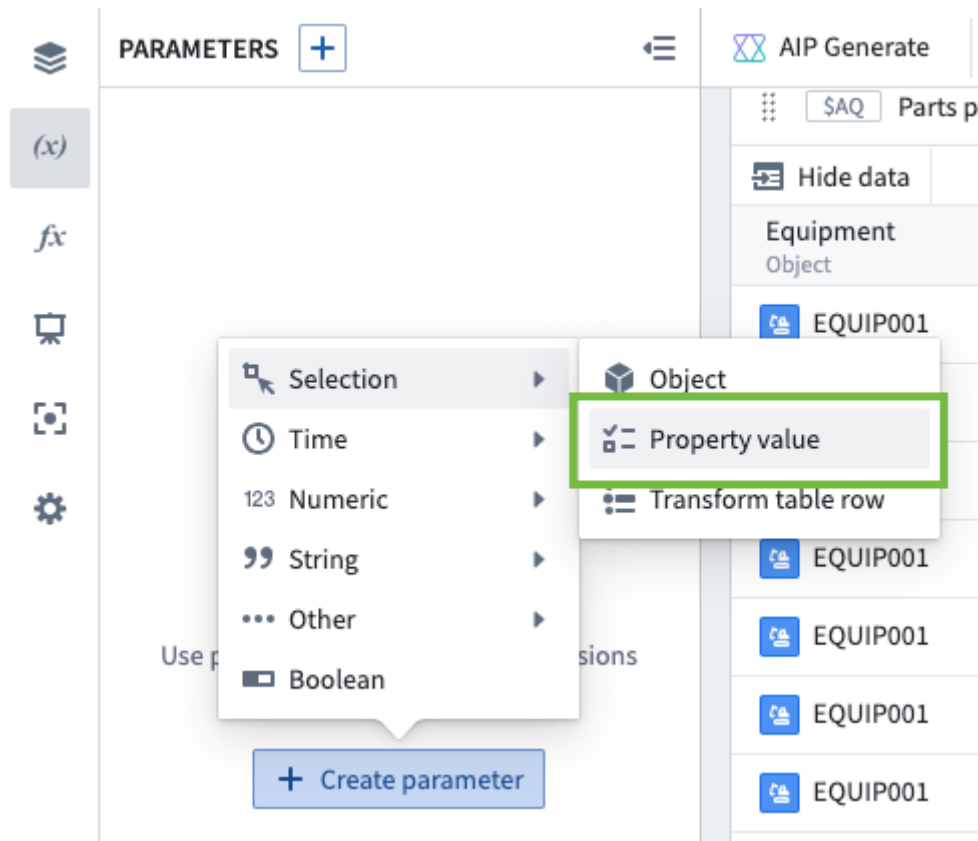 PARAMETERS +
AIP Generate
(x)
$AQ Parts p
Hide data
fx
Equipment
Object
EQUIP001
Selection
Object
Time
Property value
123 Numeric
Transform table row
String
EQUIP001
Other
EQUIP001
Use p sions
Boolean
EQUIP001
+ Create parameter
EQUIP001